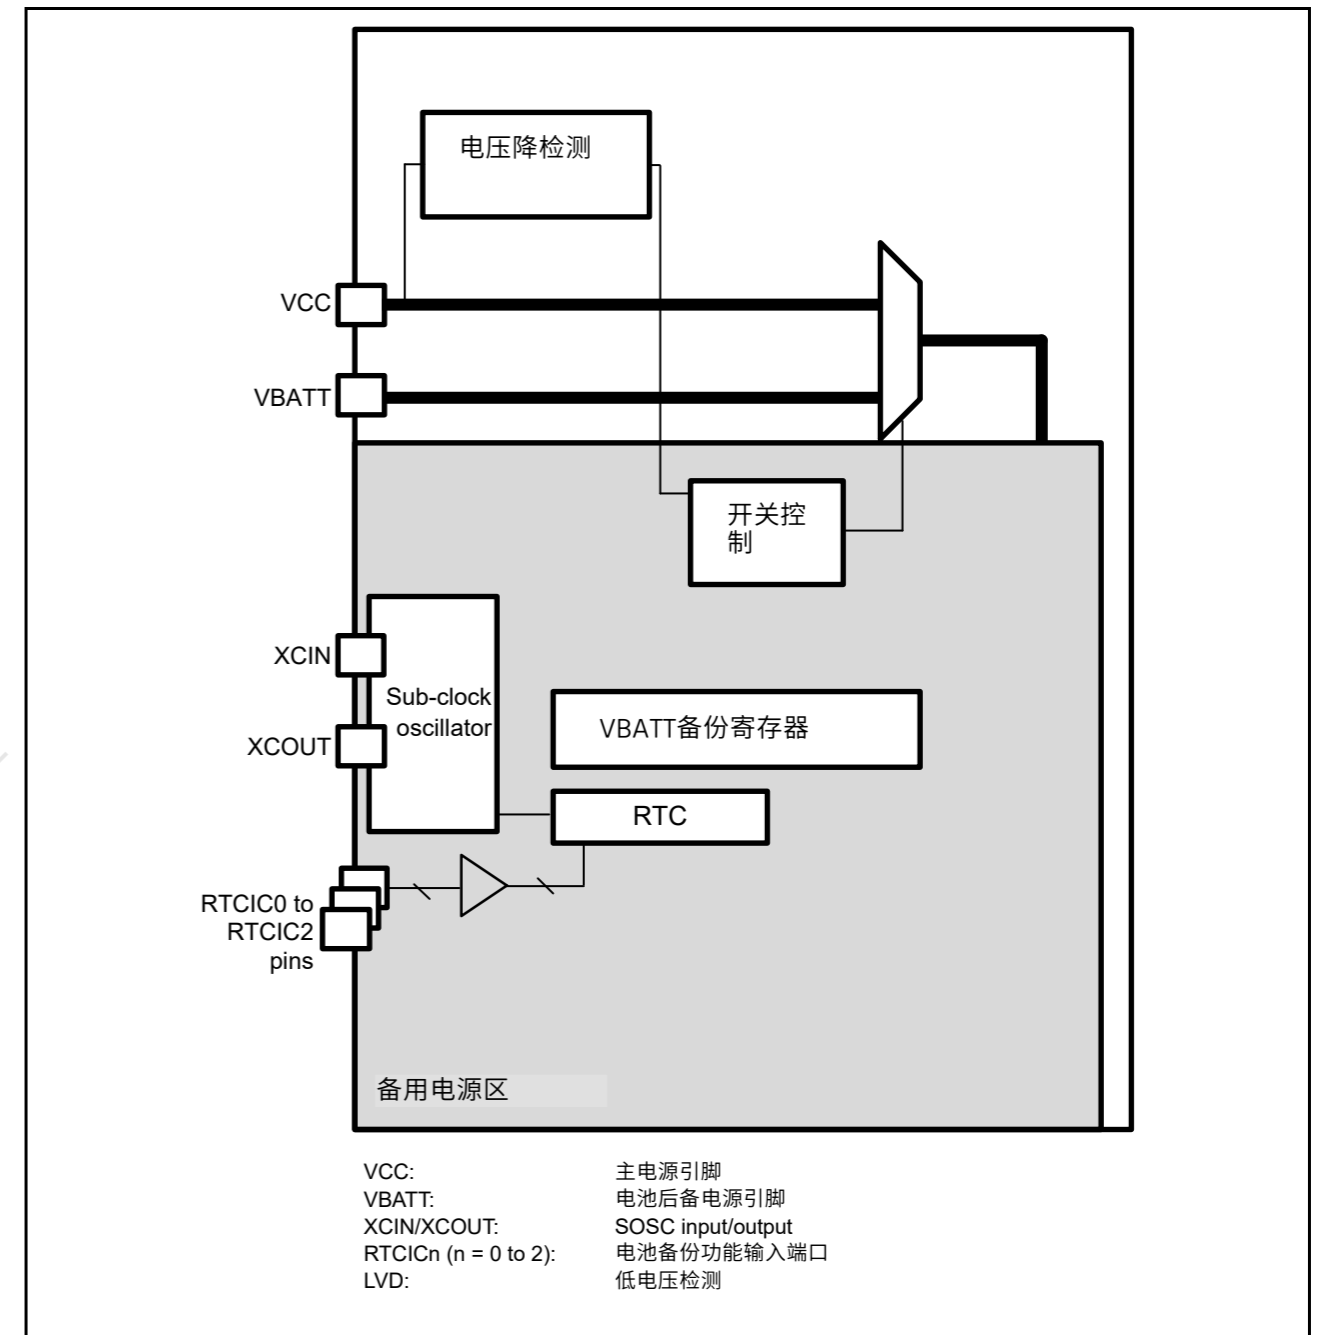 电压降检测
VCC
VBATT
开关控
制
XCIN
Sub-clock
oscillator
XCOUT
VBATT备份寄存器
RTC
RTCIC0 to
RTCIC2
pins
备用电源区
VCC: 主电源引脚
VBATT: 电池后备电源引脚
XCIN/XCOUT: SOSC input/output
RTCICn (n = 0 to 2): 电池备份功能输入端口
LVD: 低电压检测